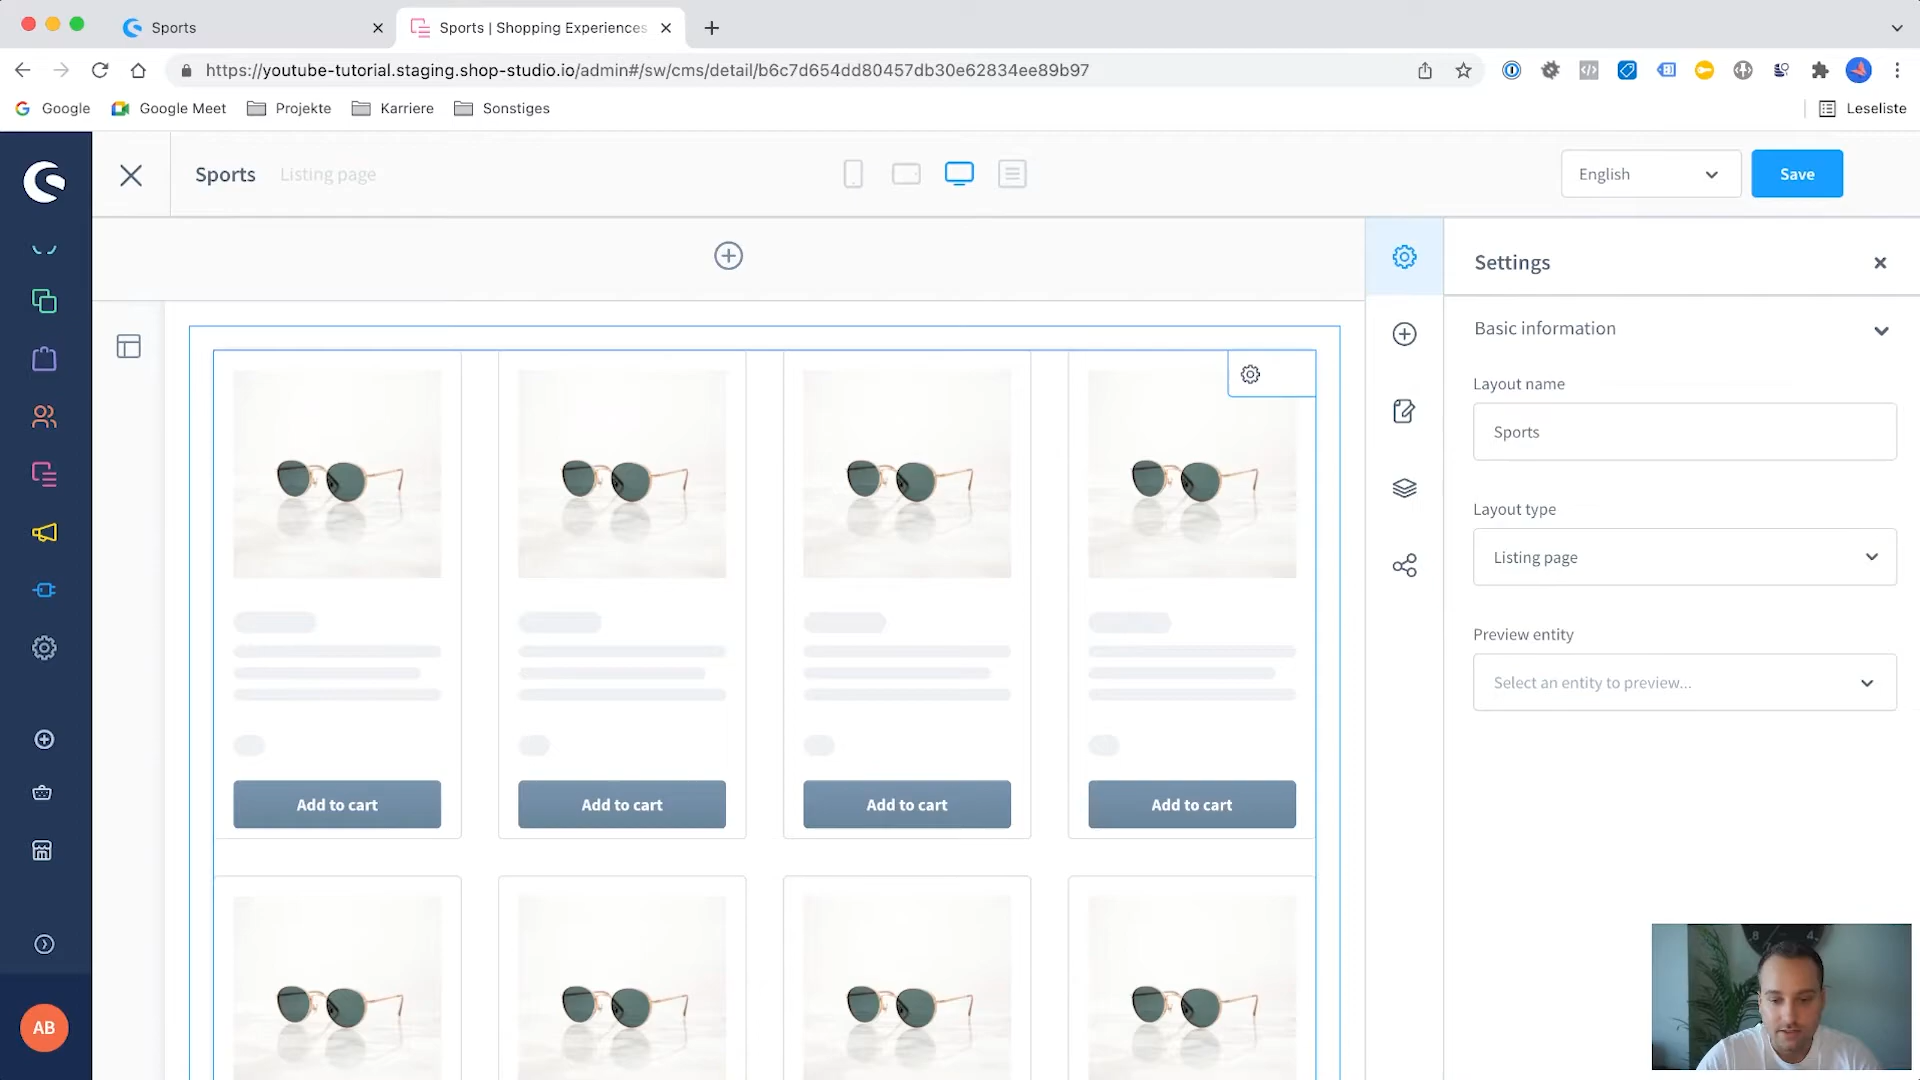 Sports
Sports | Shopping Experiences
https://youtube-tutorial.staging.shop-studio.io/admin#/sw/cms/detail/b6c7d654dd80457db30e62834ee89b97
Google
Google Meet
Projekte
Karriere
Sonstiges
Leseliste
Sports
Listing page
English
Save
Settings
Basic information
Layout name
Sports
Layout type
Listing page
Preview entity
Select an entity to preview...
Add to cart
Add to cart
Add to cart
Add to cart
AB